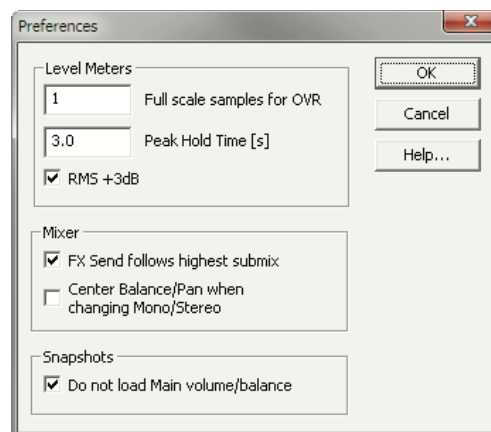 Preferences
Level Meters
1 Full scale samples for OVR
3.0 Peak Hold Time [s]
RMS +3dB
Mixer
FX Send follows highest submix
Center Balance/Pan when
changing Mono/Stereo
Snapshots
Do not load Main volume/balance
OK
Cancel
Help...